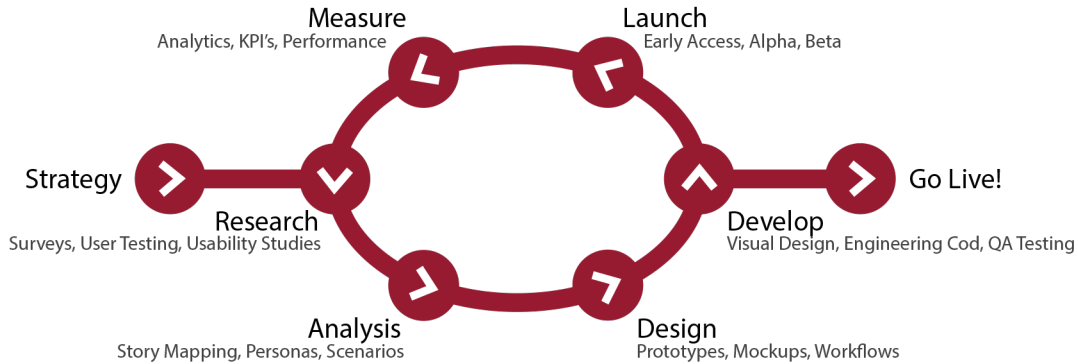 Measure
Analytics, KPI's, Performance
Launch
Early Access, Alpha, Beta
Strategy
Go Live!
Research
Surveys, User Testing, Usability Studies
Develop
Visual Design, Engineering Cod, QA Testing
Analysis
Story Mapping, Personas, Scenarios
Design
Prototypes, Mockups, Workflows